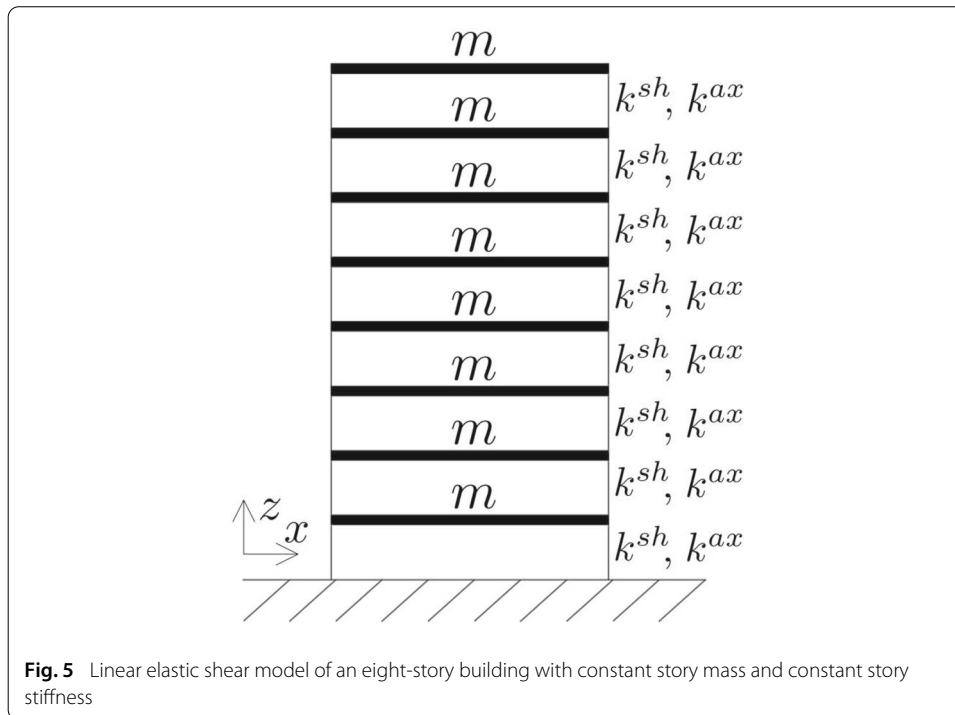 m
k^{sh}, k^{ax}
m
k^{sh}, k^{ax}
m
k^{sh}, k^{ax}
m
k^{sh}, k^{ax}
m
k^{sh}, k^{ax}
m
k^{sh}, k^{ax}
m
k^{sh}, k^{ax}
m
k^{sh}, k^{ax}
z
x
Fig. 5 Linear elastic shear model of an eight-story building with constant story mass and constant story
stiffness